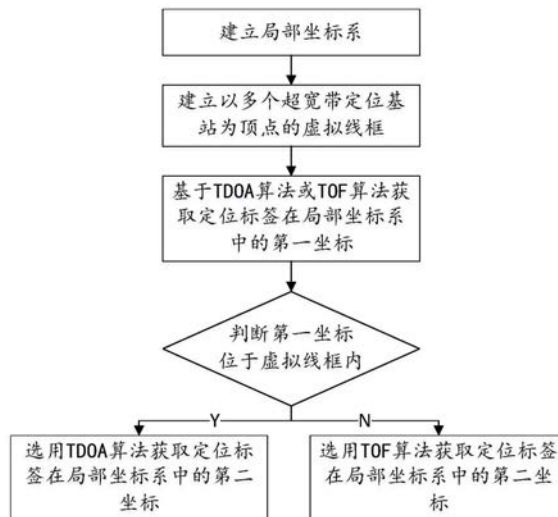 建立局部坐标系
建立以多个超宽带定位基
站为顶点的虚拟线框
基于TDOA算法或TOF算法获
取定位标签在局部坐标系
中的第一坐标
判断第一坐标
位于虚拟线框内
Y
N
选用TDOA算法获取定位标
签在局部坐标系中的第二
坐标
选用TOF算法获取定位标签
在局部坐标系中的第二坐
标